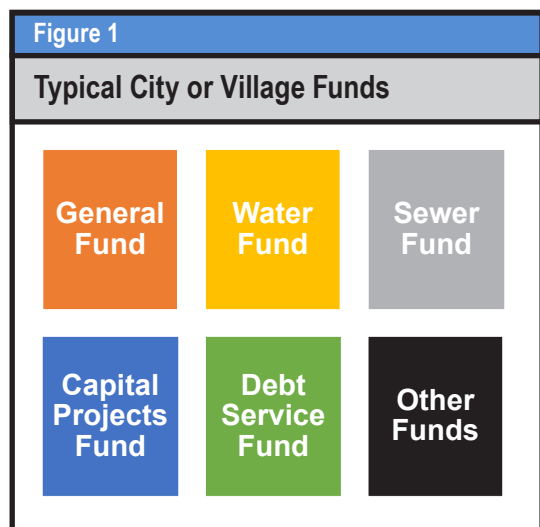 Figure 1
Typical City or Village Funds
General
Fund
Water
Fund
Sewer
Fund
Capital
Projects
Fund
Debt
Service
Fund
Other
Funds